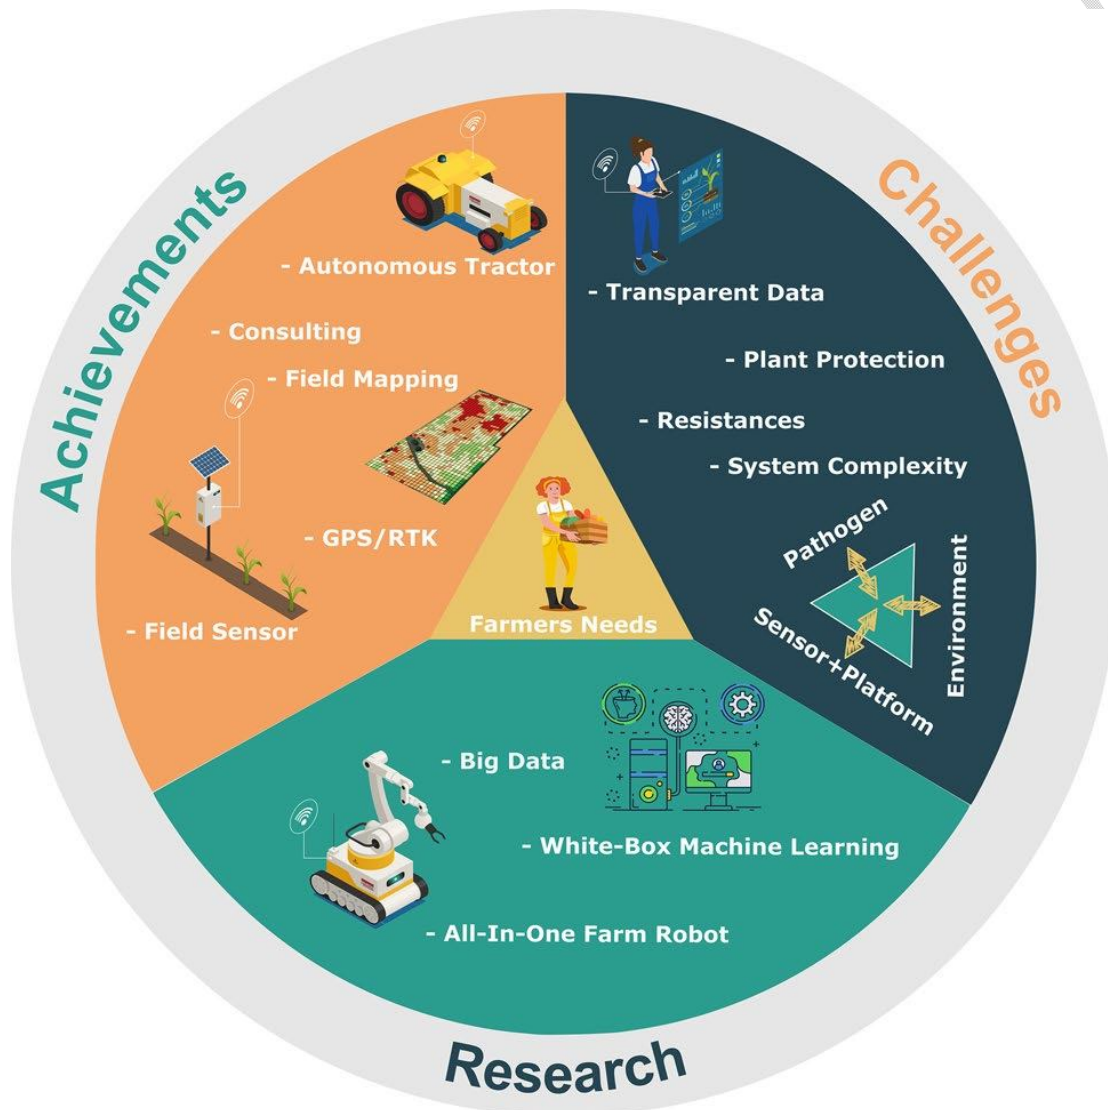 Achievements
- Autonomous Tractor
- Consulting
- Field Mapping
- GPS/RTK
- Field Sensor
Challenges
- Transparent Data
- Plant Protection
- Resistances
- System Complexity
Pathogen
Environment
Sensor+Platform
Farmers Needs
- Big Data
- White-Box Machine Learning
- All-In-One Farm Robot
Research